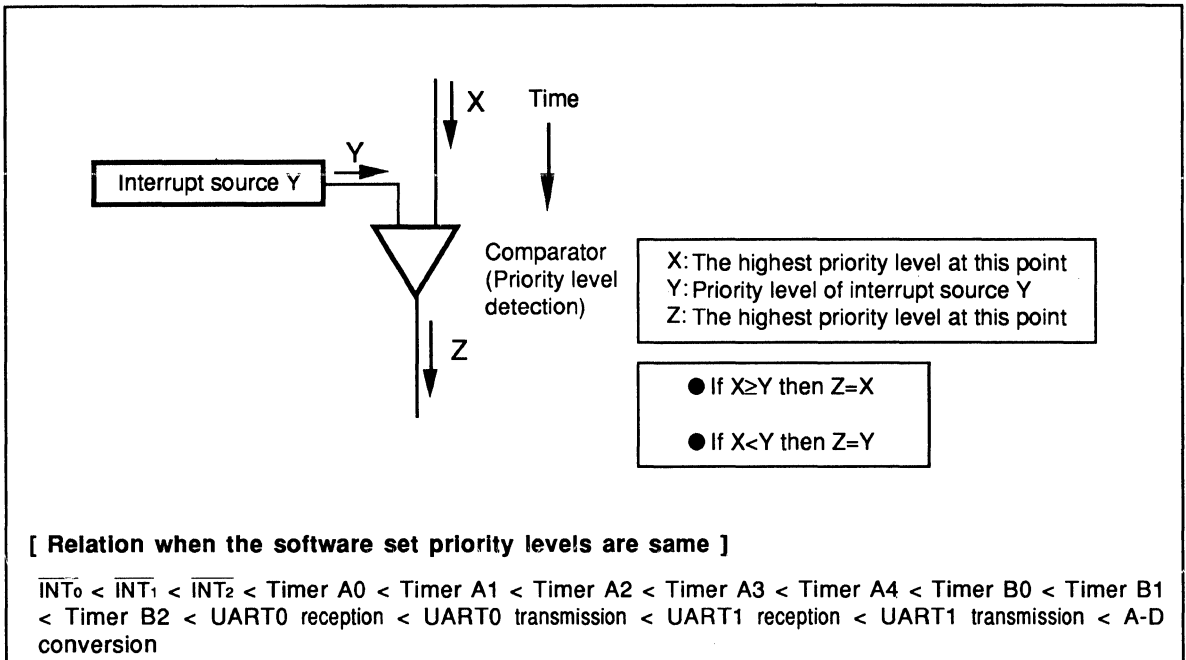 X
Time
Y
Interrupt source Y
Comparator
(Priority level
detection)
X: The highest priority level at this point
Y: Priority level of interrupt source Y
Z: The highest priority level at this point
Z
● If X≥Y then Z=X
● If X<Y then Z=Y
[ Relation when the software set priority levels are same ]
I̅N̅T̅₀ < I̅N̅T̅₁ < I̅N̅T̅₂ < Timer A0 < Timer A1 < Timer A2 < Timer A3 < Timer A4 < Timer B0 < Timer B1
< Timer B2 < UART0 reception < UART0 transmission < UART1 reception < UART1 transmission < A-D
conversion